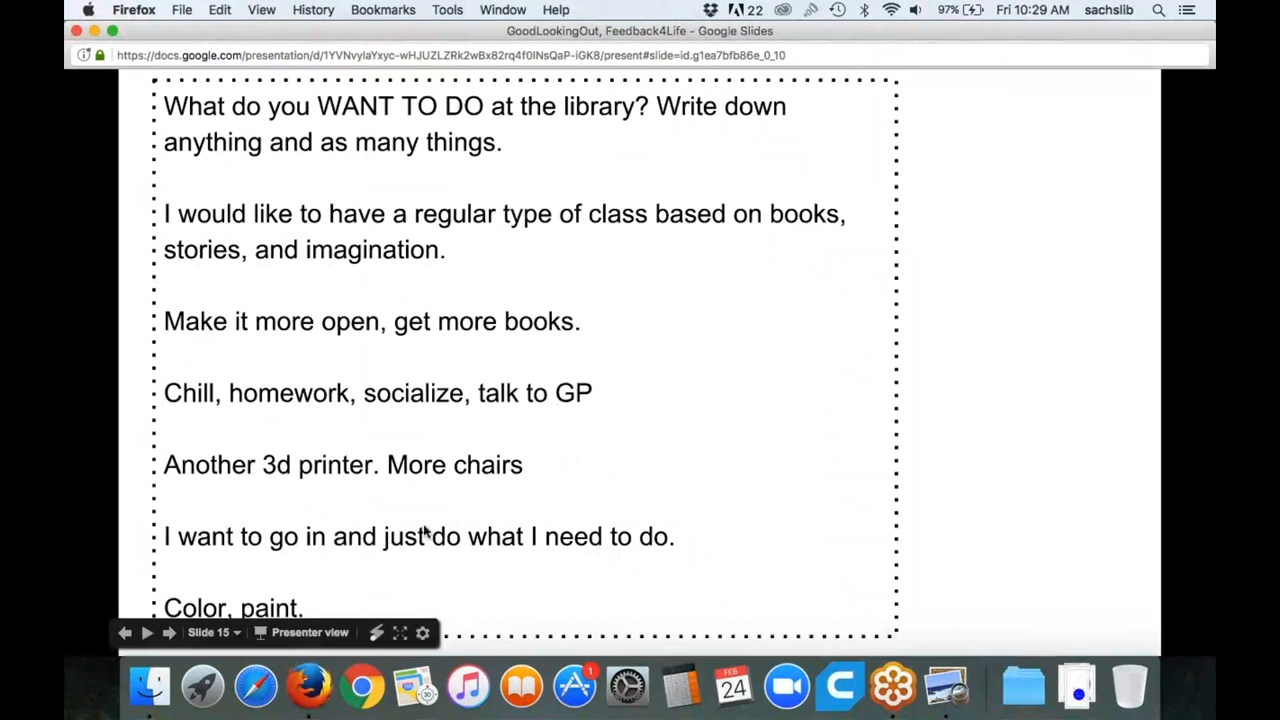 Firefox File Edit View History Bookmarks Tools Window Help 22 97% Fri 10:29 AM sachslib
GoodLookingOut, Feedback4Life - Google Slides
What do you WANT TO DO at the library? Write down
anything and as many things.
I would like to have a regular type of class based on books,
stories, and imagination.
Make it more open, get more books.
Chill, homework, socialize, talk to GP
Another 3d printer. More chairs
I want to go in and just do what I need to do.
Color, paint.
Slide 15 Presenter view
1
3D
FEB
24